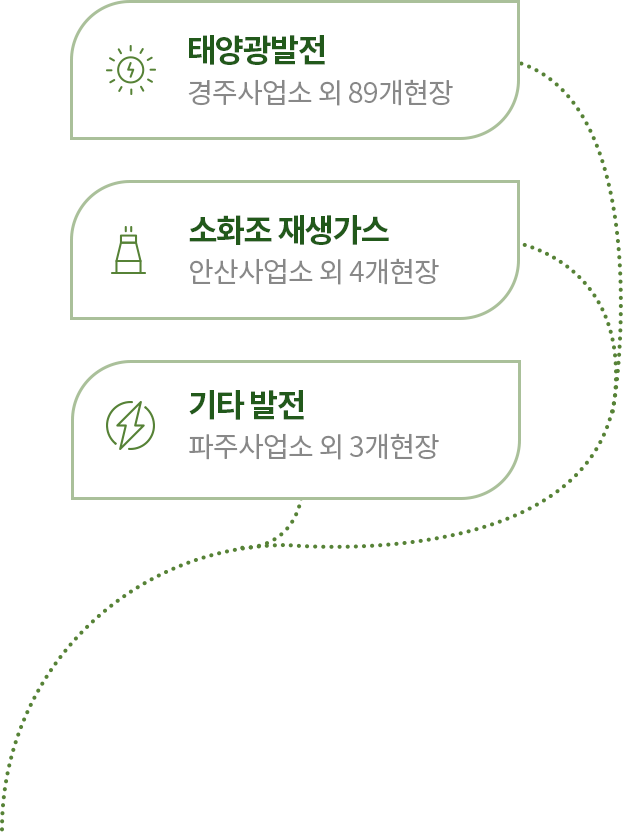 태양광발전
경주사업소 외 89개현장
소화조 재생가스
안산사업소 외 4개현장
기타 발전
파주사업소 외 3개현장